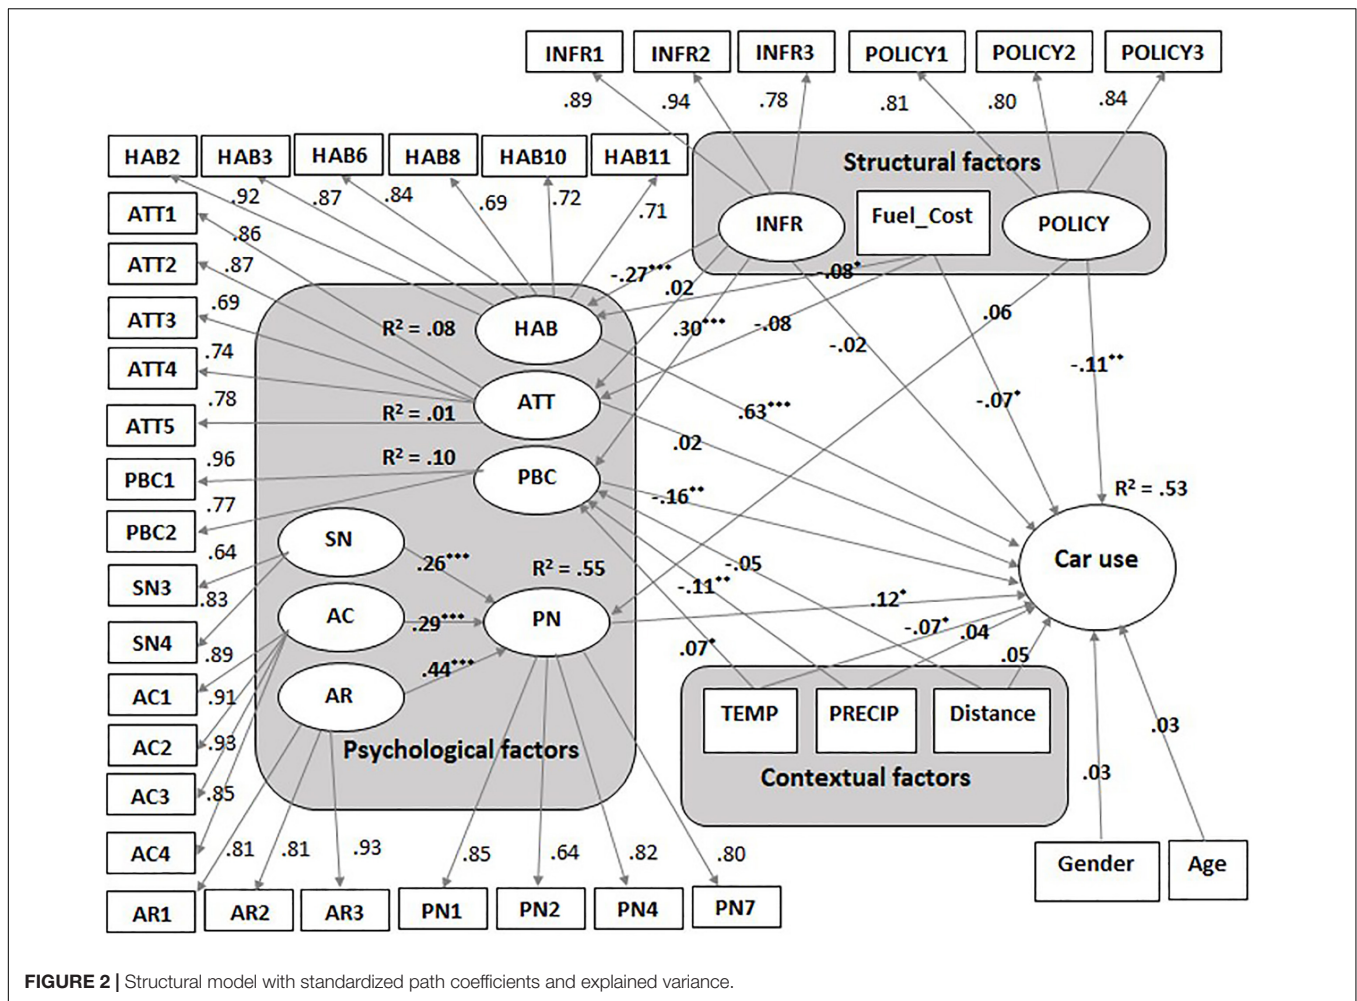 INFR1 INFR2 INFR3 POLICY1 POLICY2 POLICY3
.89 .94 .78 .81 .80 .84
HAB2 HAB3 HAB6 HAB8 HAB10 HAB11
Structural factors
.92 .87 .84 .69 .72 .71
INFR Fuel_Cost POLICY
ATT1
.86
ATT2
.87
-.27*** -.08*
.02
ATT3
.69
R² = .08 HAB
.30*** -.08 -.02 .06
ATT4
.74
-.11**
ATT5
.78
R² = .01 ATT
.63*** -.07*
.02
PBC1
.96
R² = .10 PBC
-.16**
R² = .53
PBC2
.77
SN3
.64
SN
.26***
R² = .55
-.05
Car use
-.11**
SN4
.83
AC
.29***
PN
.12*
-.07* .04
.07* .05
AC1
.89
.44***
AR
AC2
.91
TEMP PRECIP Distance
.03
AC3
.93
Psychological factors
Contextual factors
.03
AC4
.85
.81 .81 .93 .85 .64 .82 .80
Gender Age
AR1 AR2 AR3 PN1 PN2 PN4 PN7
FIGURE 2 | Structural model with standardized path coefficients and explained variance.